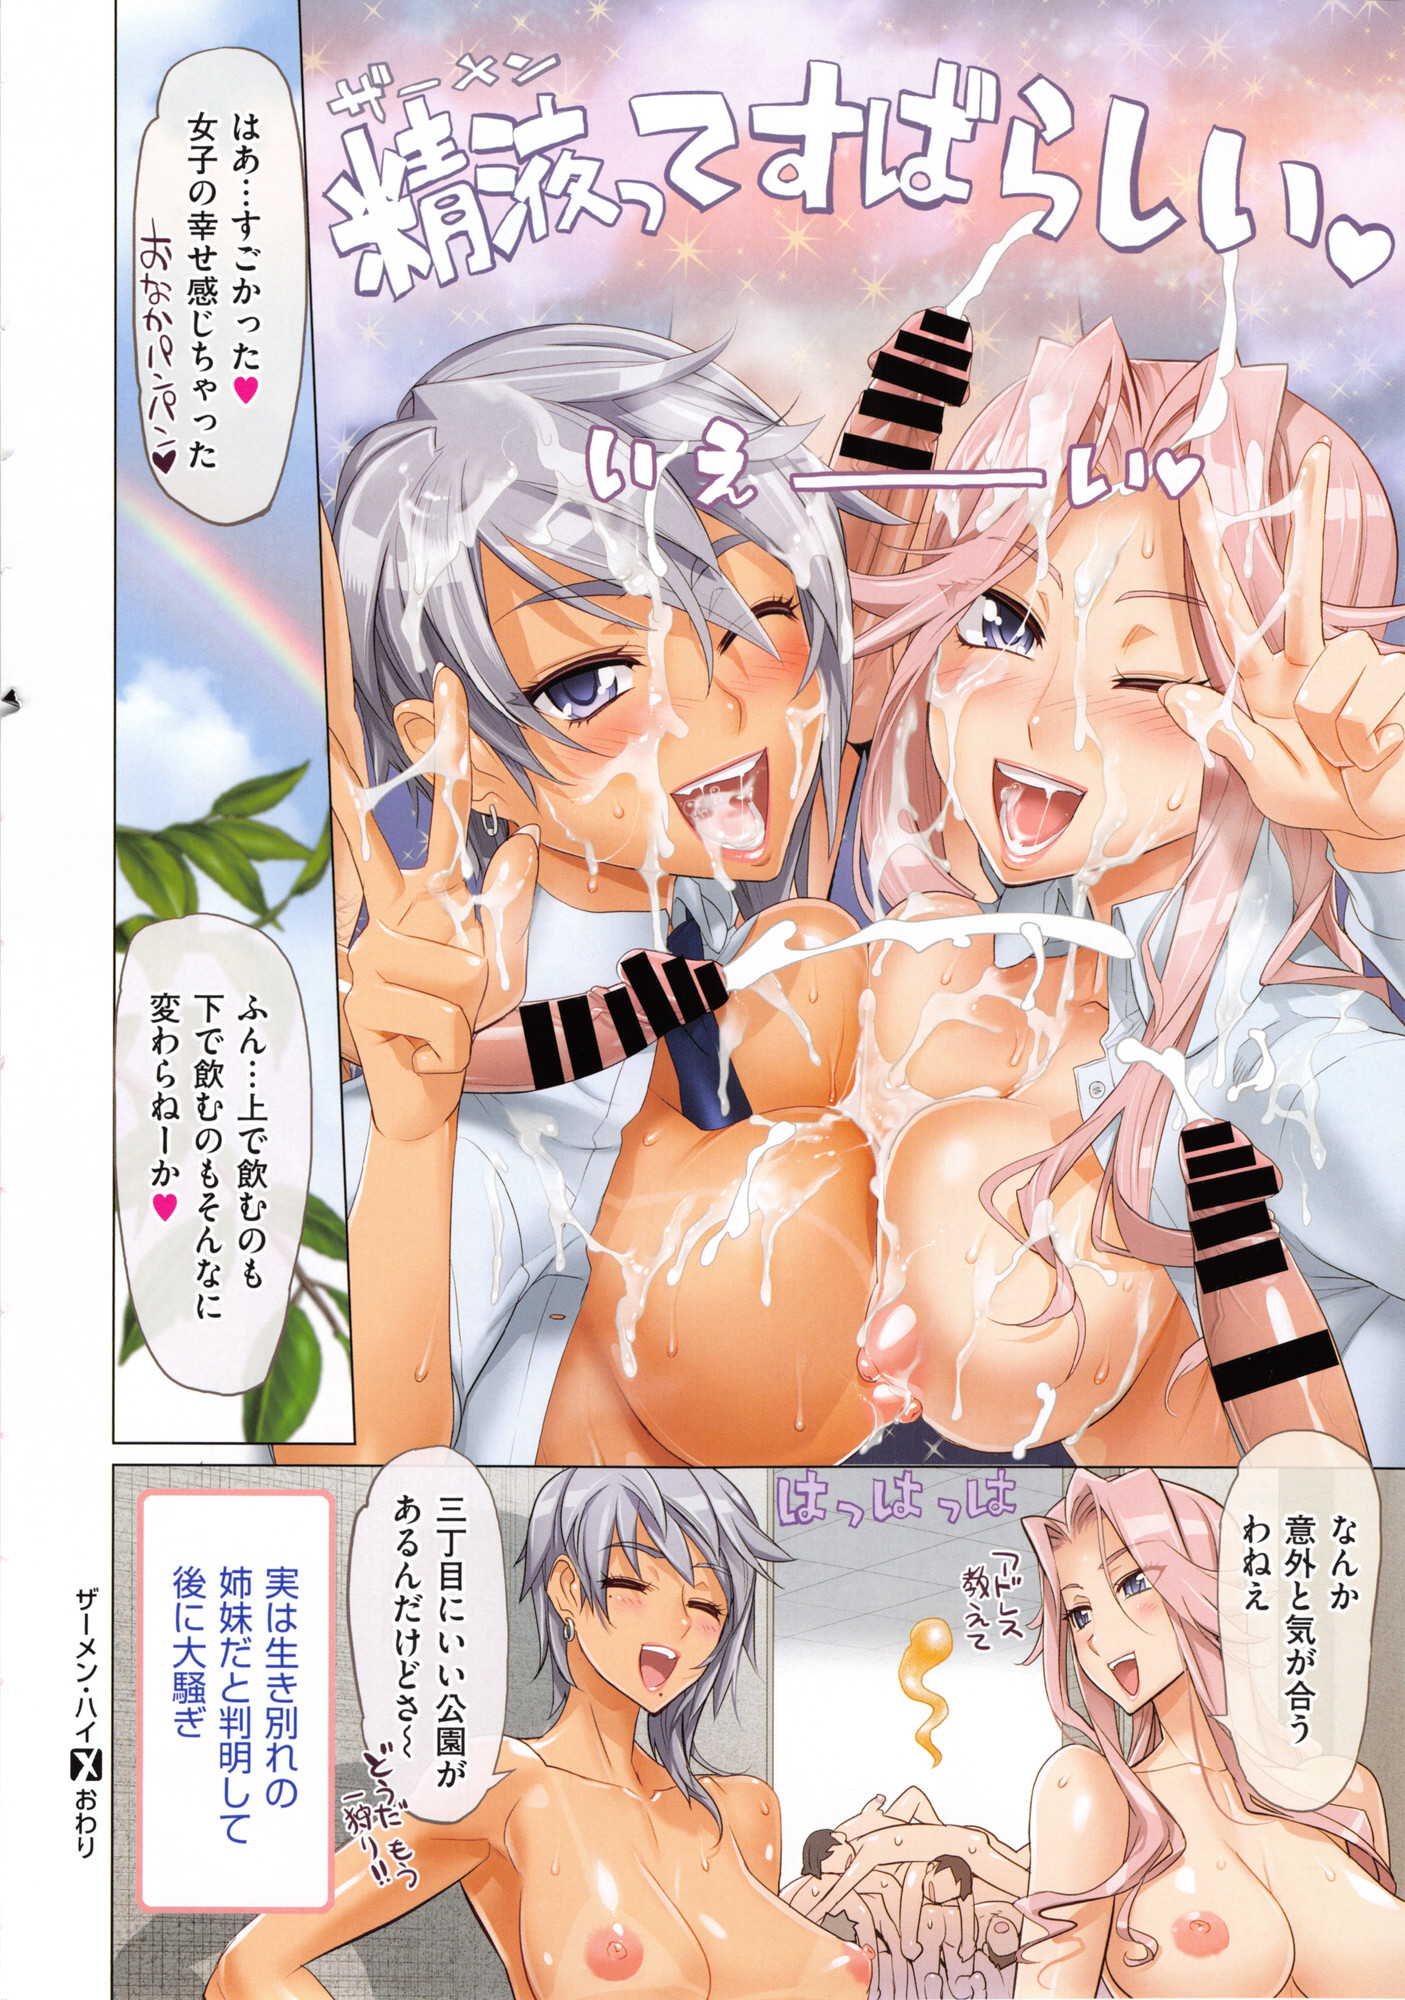 ザーメン
精液ってすばらしい♥
いえーーい♥
はあ…すごかった♥
女子の幸せ感じちゃった
おなかパンパン♥
ふん…上で飲むのも
下で飲むのもそんなに
変わらねーか♥
なんか
意外と気が合う
わねえ
アドレス
教えて
はっはっは
三丁目にいい公園が
あるんだけどさ～
どうだもう
一狩り!!
実は生き別れの
姉妹だと判明して
後に大騒ぎ
ザーメン・ハイX おわり